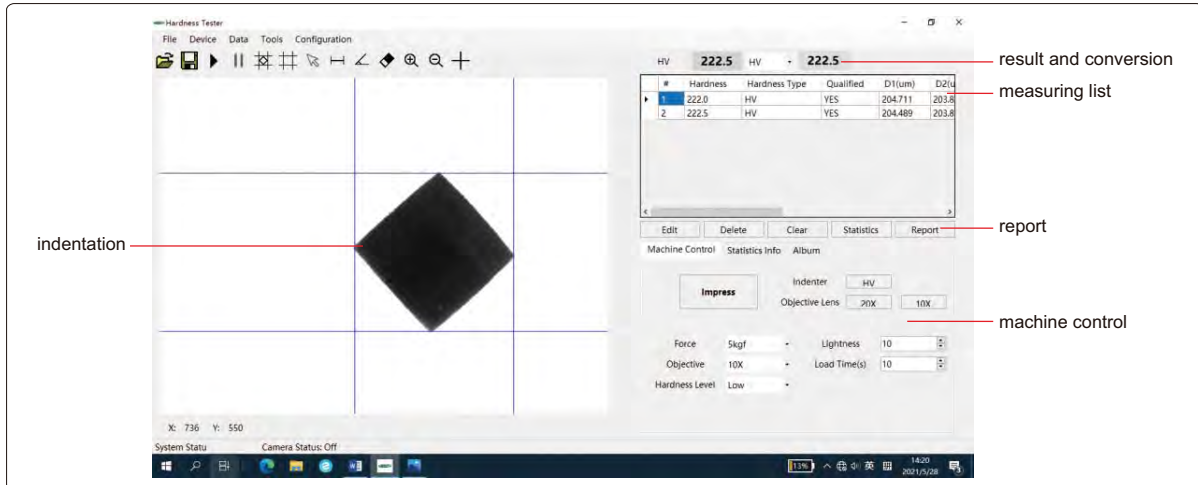 Hardness Tester
File Device Data Tools Configuration
HV 222.5 HV 222.5
result and conversion
# Hardness Hardness Type Qualified D1(um) D2(u
measuring list
1 222.0 HV YES 204.711 203.8
2 222.5 HV YES 204.489 203.8
Edit Delete Clear Statistics Report
report
indentation
Machine Control Statistics Info Album
Impress
Indenter HV
Objective Lens 20X 10X
machine control
Force 5kgf Lightness 10
Objective 10X Load Time(s) 10
Hardness Level Low
X: 736 Y: 550
System Statu Camera Status: Off
13% 英 14:20
2021/5/28